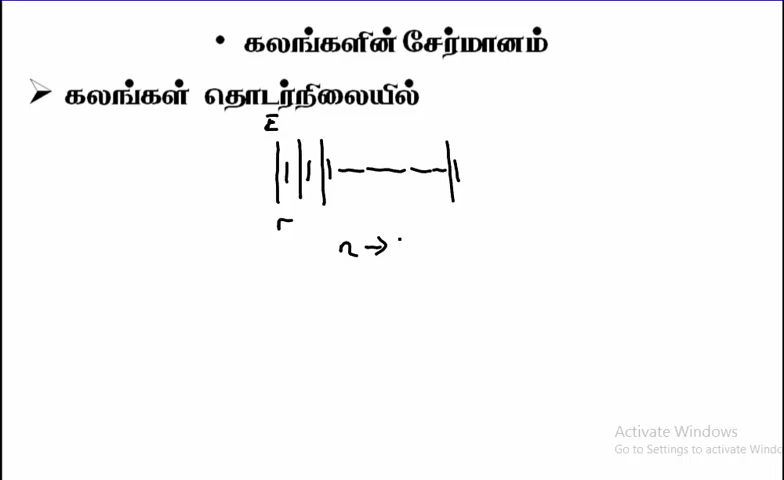 • கலங்களின் சேர்மானம்
➢ கலங்கள் தொடர்நிலையில்
E
r
n →
Activate Windows
Go to Settings to activate Windo